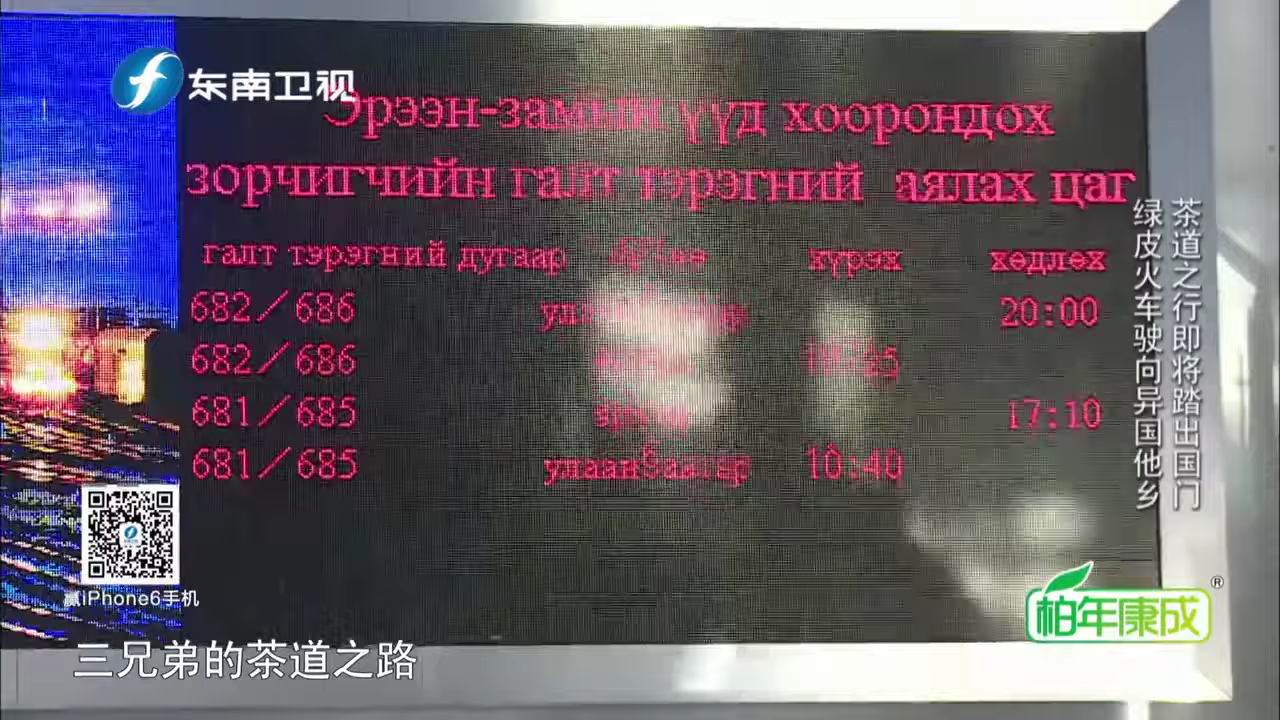 东南卫视
Эрээн-замын үүд хоорондох
зорчигчийн галт тэрэгний аялах цаг
галт тэрэгний дугаар хүрэх хөдлөх
682/686 20:00
682/686
681/685 17:10
681/685 улаанбаатар 10:40
茶道之行即将踏出国门
绿皮火车驶向异国他乡
赢iPhone6手机
柏年康成®
三兄弟的茶道之路